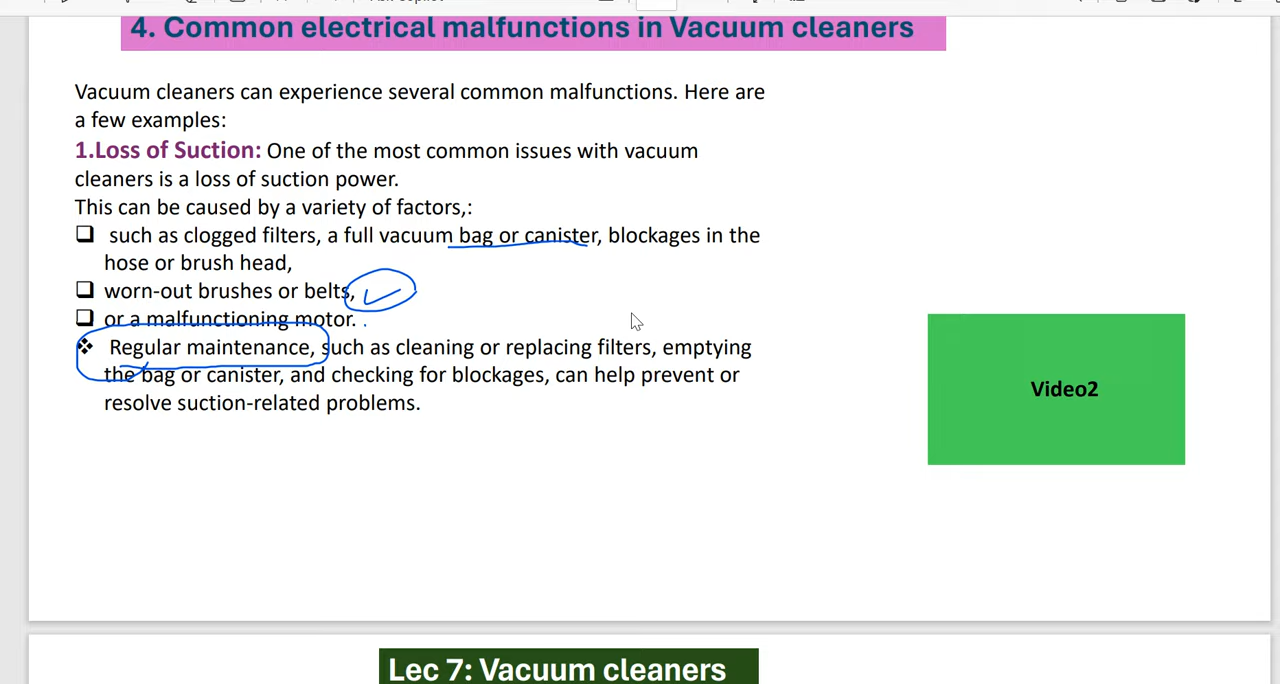 4. Common electrical malfunctions in Vacuum cleaners
Vacuum cleaners can experience several common malfunctions. Here are
a few examples:
1.Loss of Suction: One of the most common issues with vacuum
cleaners is a loss of suction power.
This can be caused by a variety of factors,:
❑ such as clogged filters, a full vacuum bag or canister, blockages in the
hose or brush head,
❑ worn-out brushes or belts,
❑ or a malfunctioning motor.
❖ Regular maintenance, such as cleaning or replacing filters, emptying
the bag or canister, and checking for blockages, can help prevent or
resolve suction-related problems.
Video2
Lec 7: Vacuum cleaners